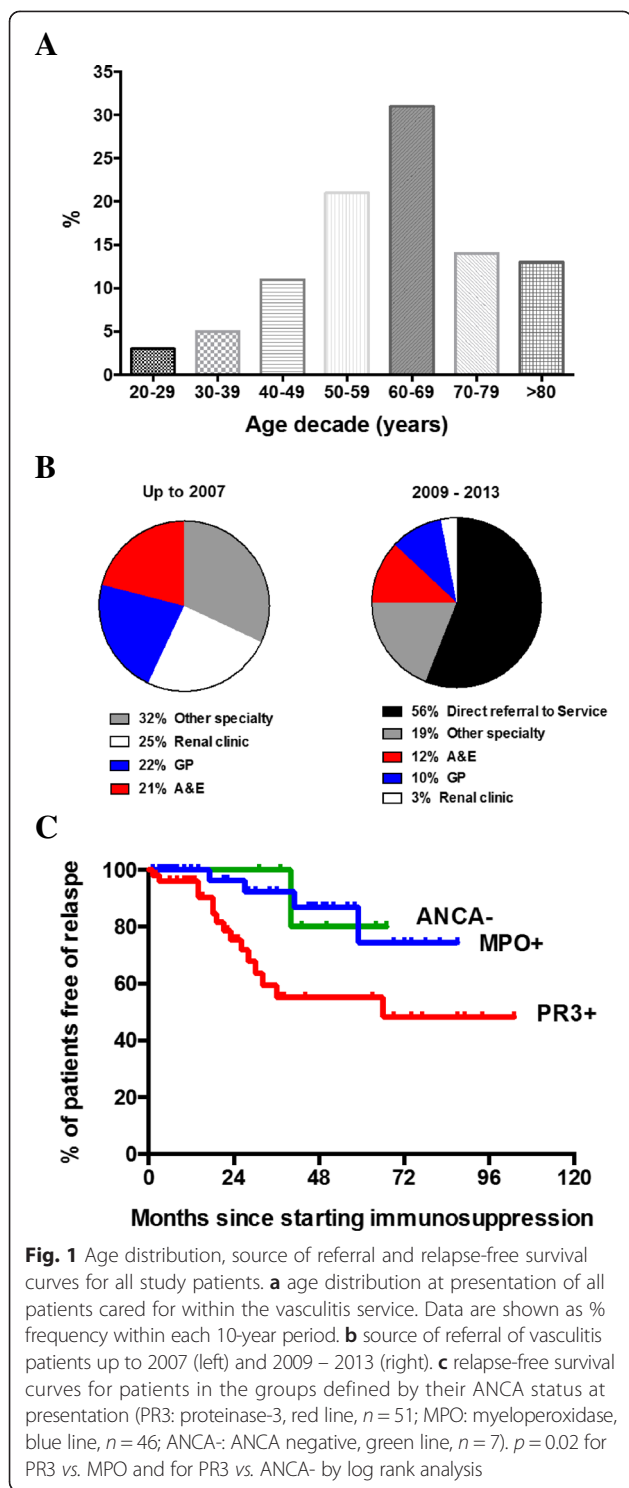 A
35
30
25
20
15
10
5
0
%
20-29 30-39 40-49 50-59 60-69 70-79 >80
Age decade (years)
B
Up to 2007
2009 - 2013
32% Other specialty
25% Renal clinic
22% GP
21% A&E
56% Direct referral to Service
19% Other specialty
12% A&E
10% GP
3% Renal clinic
C
% of patients free of relaspe
100
80
60
40
20
0
ANCA-
MPO+
PR3+
0 24 48 72 96 120
Months since starting immunosuppression
Fig. 1 Age distribution, source of referral and relapse-free survival
curves for all study patients. a age distribution at presentation of all
patients cared for within the vasculitis service. Data are shown as %
frequency within each 10-year period. b source of referral of vasculitis
patients up to 2007 (left) and 2009 – 2013 (right). c relapse-free survival
curves for patients in the groups defined by their ANCA status at
presentation (PR3: proteinase-3, red line, n = 51; MPO: myeloperoxidase,
blue line, n = 46; ANCA-: ANCA negative, green line, n = 7). p = 0.02 for
PR3 vs. MPO and for PR3 vs. ANCA- by log rank analysis